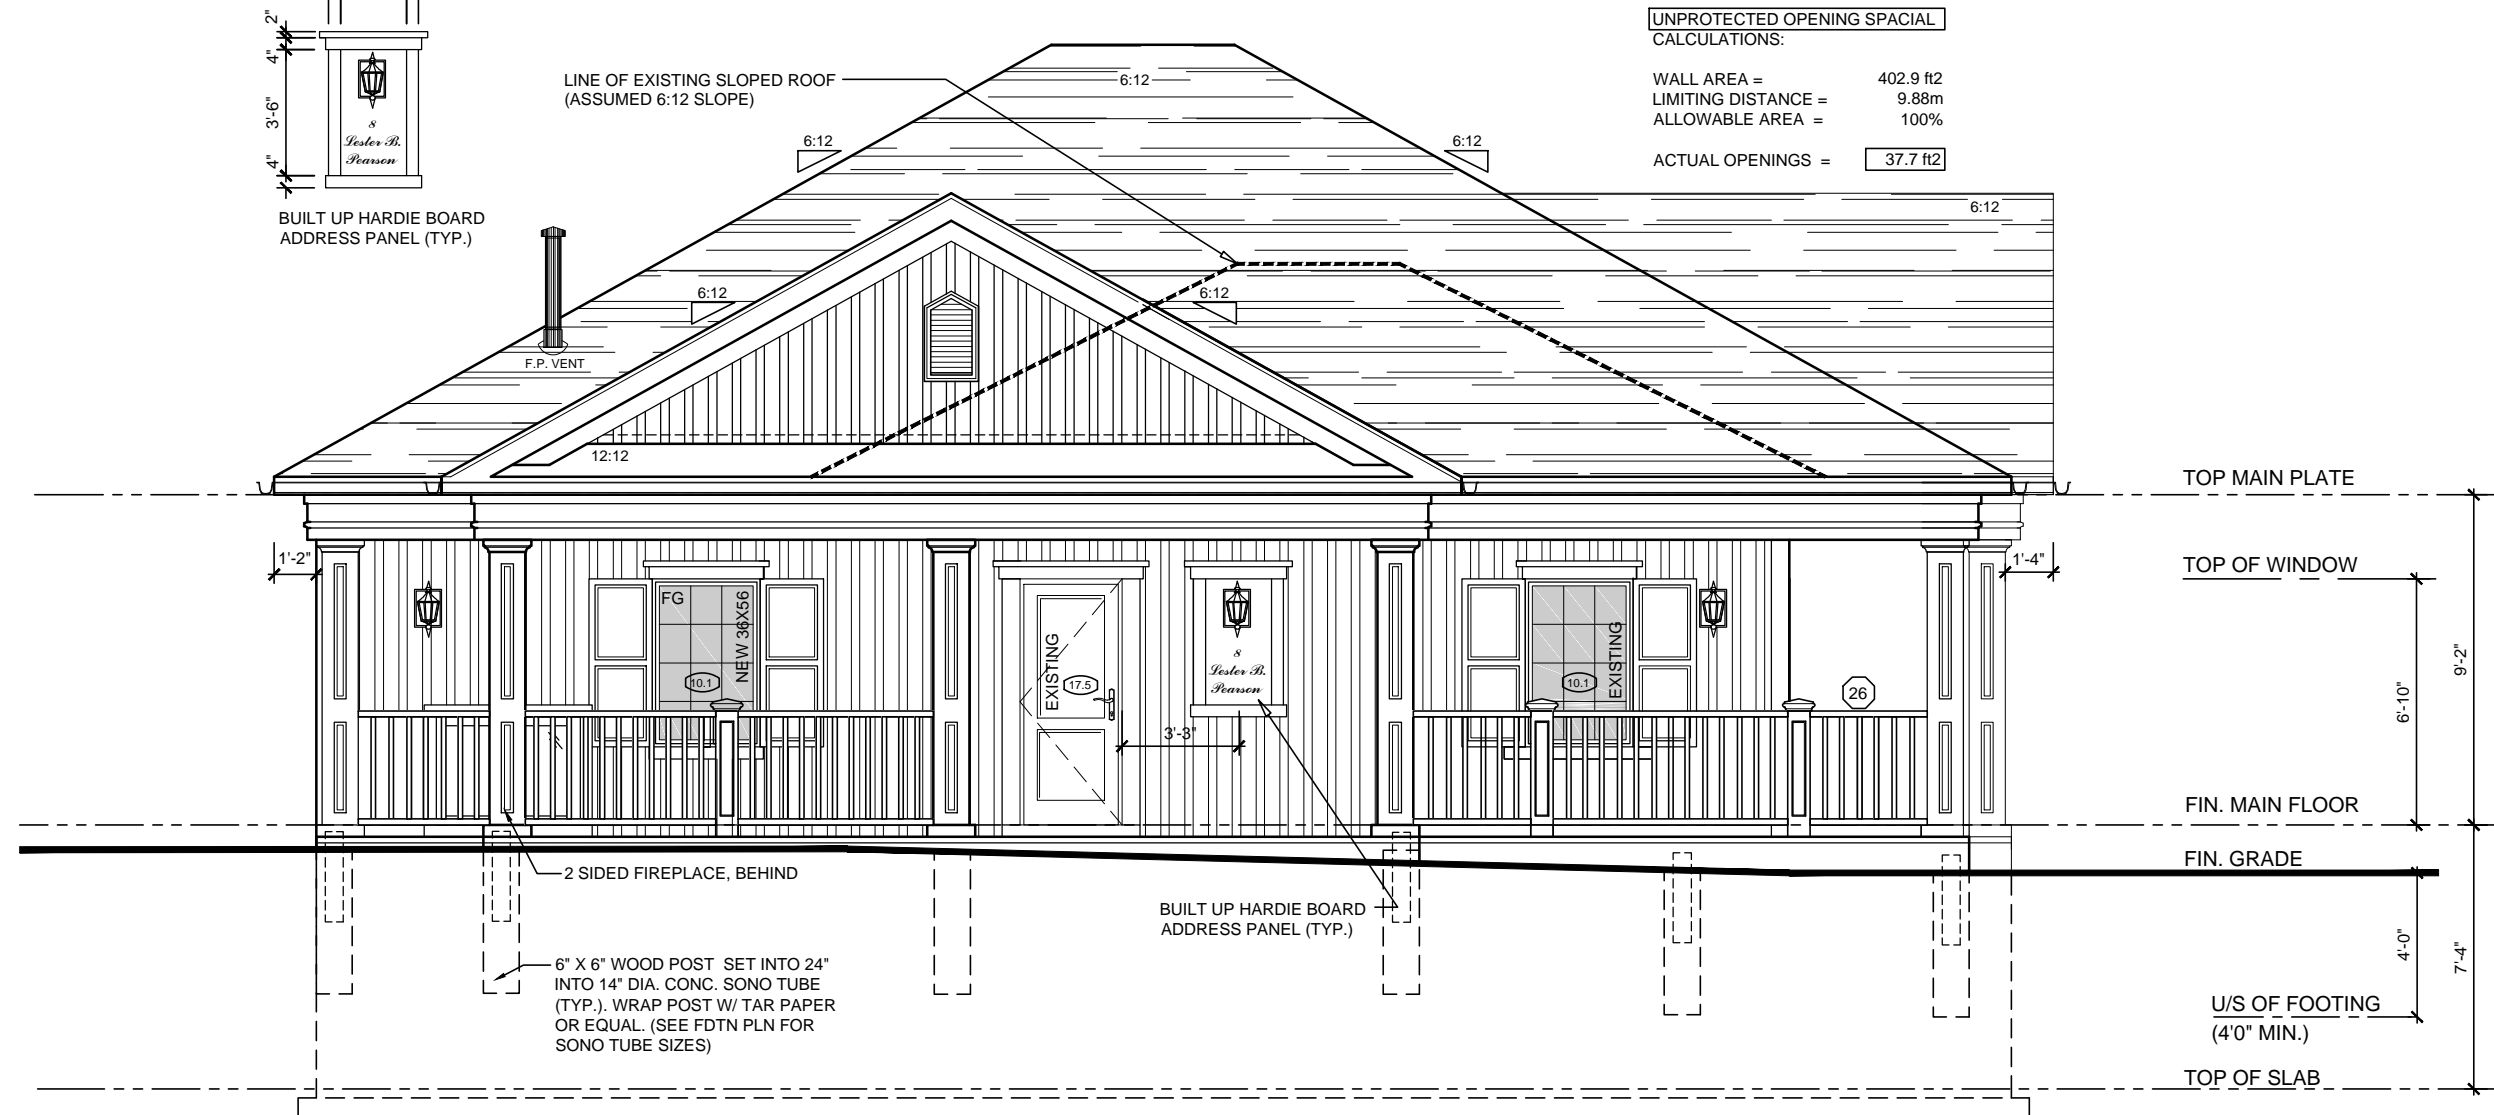 2"
4"
3'-6"
4"
8
Lester B.
Pearson
BUILT UP HARDIE BOARD
ADDRESS PANEL (TYP.)
LINE OF EXISTING SLOPED ROOF
(ASSUMED 6:12 SLOPE)
UNPROTECTED OPENING SPACIAL
CALCULATIONS:
WALL AREA = 402.9 ft2
LIMITING DISTANCE = 9.88m
ALLOWABLE AREA = 100%
ACTUAL OPENINGS = 37.7 ft2
6:12
6:12
6:12
6:12
6:12
6:12
F.P. VENT
12:12
TOP MAIN PLATE
1'-2"
1'-4"
TOP OF WINDOW
FG
NEW 36X56
10.1
EXISTING
17.5
8
Lester B.
Pearson
EXISTING
10.1
26
3'-3"
9'-2"
6'-10"
FIN. MAIN FLOOR
FIN. GRADE
2 SIDED FIREPLACE, BEHIND
BUILT UP HARDIE BOARD
ADDRESS PANEL (TYP.)
6" X 6" WOOD POST SET INTO 24"
INTO 14" DIA. CONC. SONO TUBE
(TYP.). WRAP POST W/ TAR PAPER
OR EQUAL. (SEE FDTN PLN FOR
SONO TUBE SIZES)
4'-0"
7'-4"
U/S OF FOOTING
(4'0" MIN.)
TOP OF SLAB